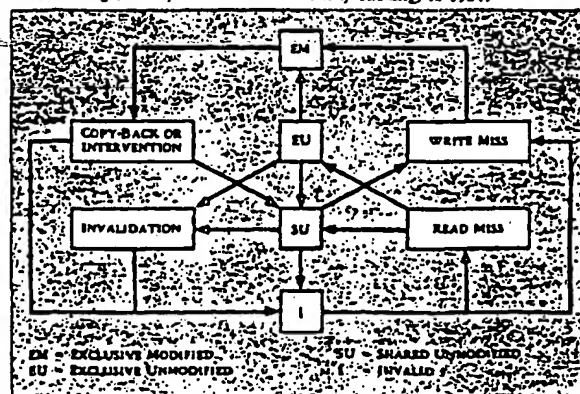 EM
COPY-BACK OR
INTERVENTION
EU
WRITE MISS
INVALIDATION
SU
READ MISS
I
EM = EXCLUSIVE MODIFIED
SU = SHARED UNMODIFIED
EU = EXCLUSIVE UNMODIFIED
I = INVALID